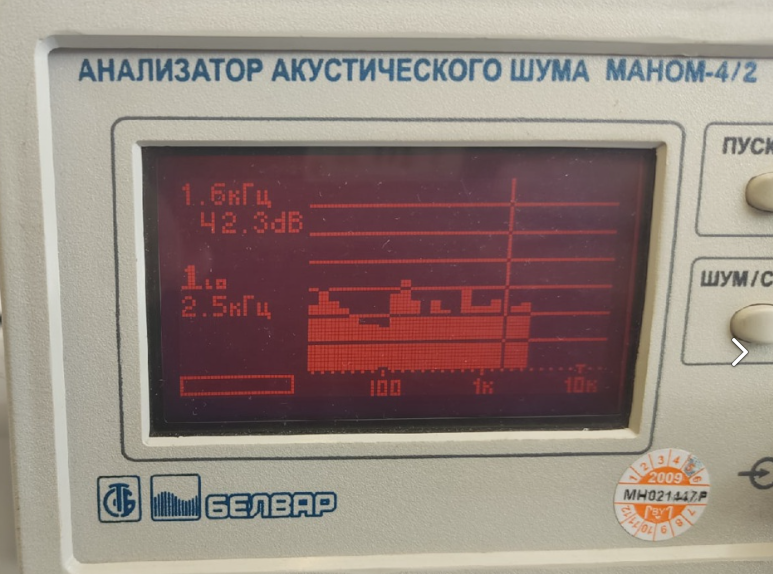 АНАЛИЗАТОР АКУСТИЧЕСКОГО ШУМА МАНОМ-4/2
ПУСК
1.6кГц
42.3dB
ШУМ/С
2.5кГц
100 1к 10к
БЕЛВАР
2009